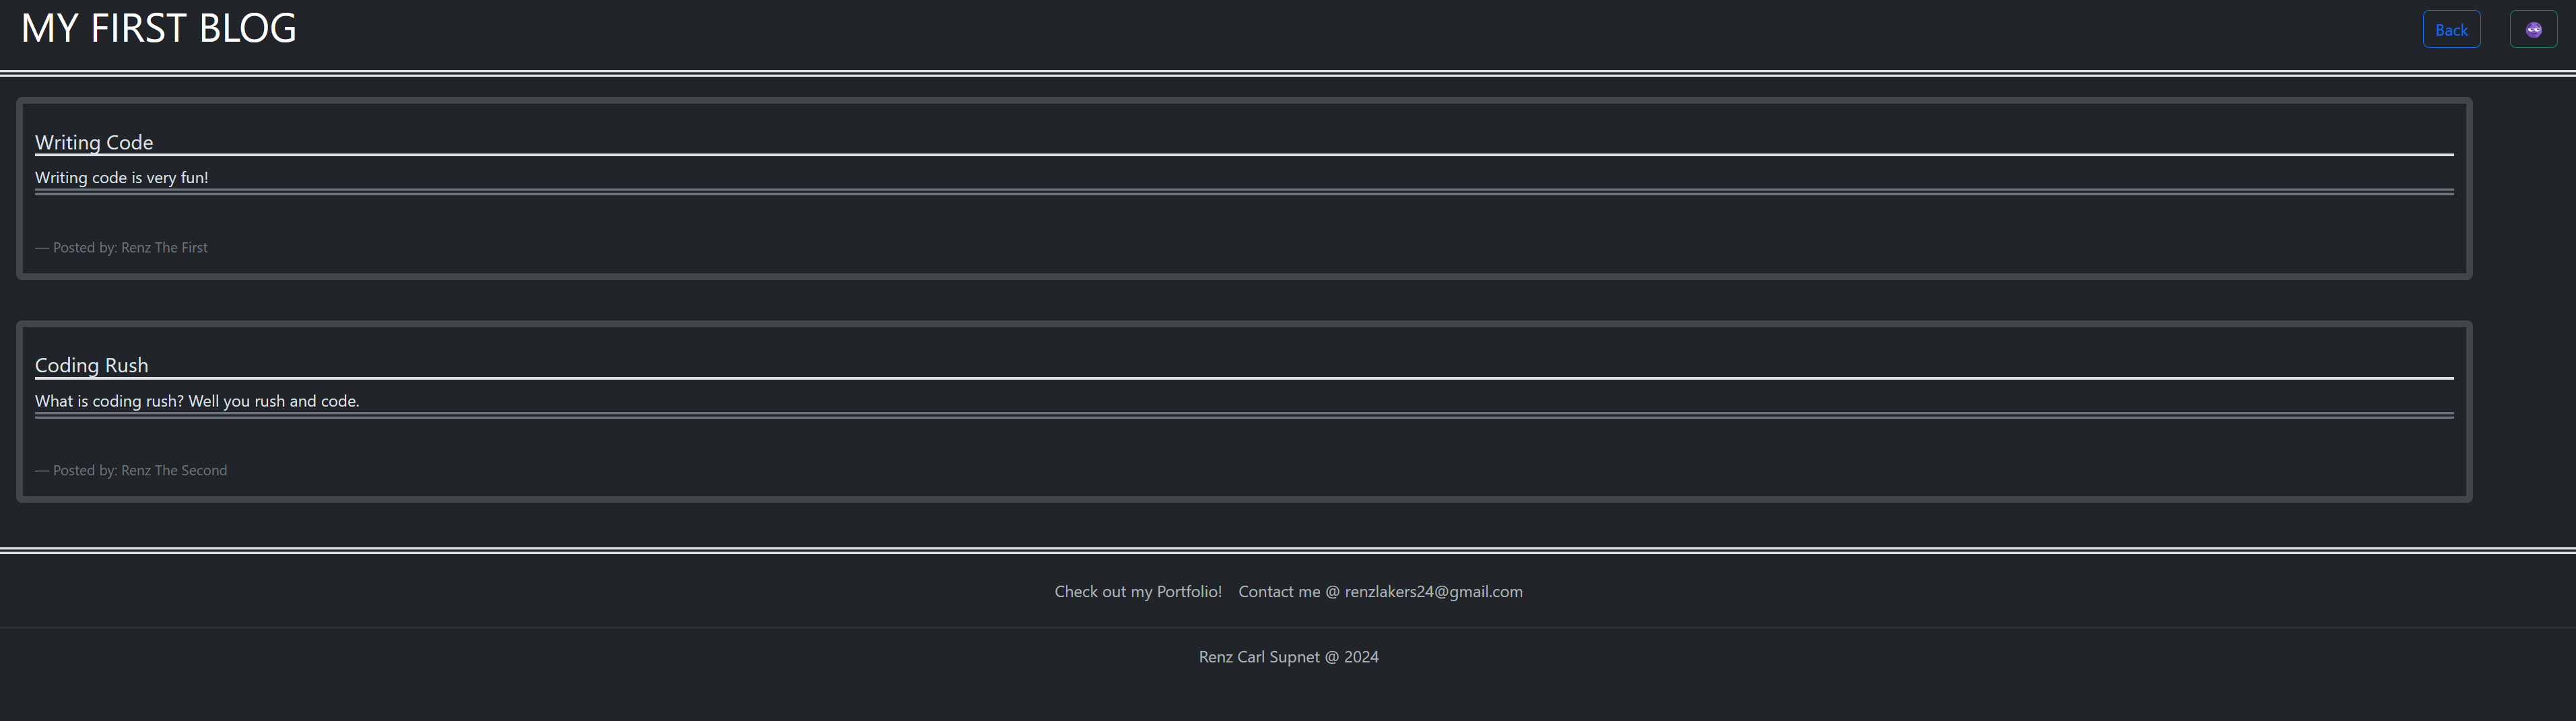 MY FIRST BLOG
Back
Writing Code
Writing code is very fun!
— Posted by: Renz The First
Coding Rush
What is coding rush? Well you rush and code.
— Posted by: Renz The Second
Check out my Portfolio! Contact me @ renzlakers24@gmail.com
Renz Carl Supnet @ 2024